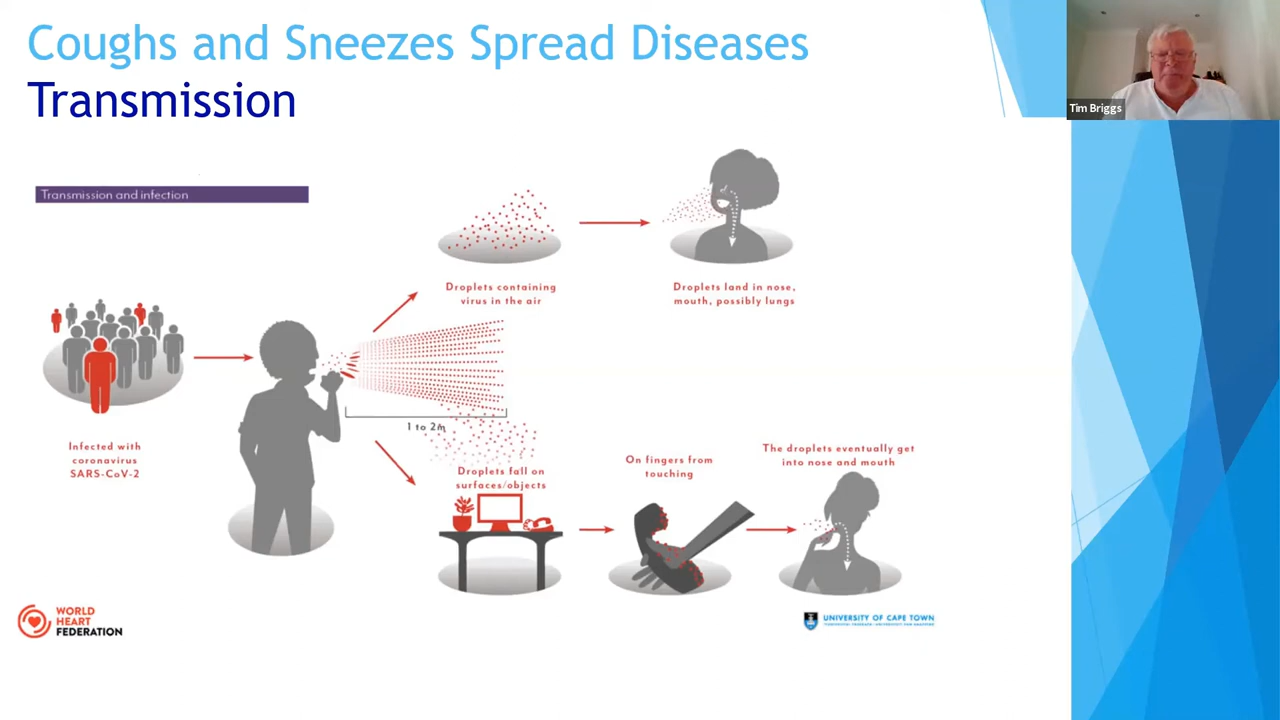 Coughs and Sneezes Spread Diseases
Transmission
Tim Briggs
Transmission and infection
Droplets containing
virus in the air
Droplets land in nose,
mouth, possibly lungs
Infected with
coronavirus
SARS-CoV-2
1 to 2m
Droplets fall on
surfaces/objects
On fingers from
touching
The droplets eventually get
into nose and mouth
WORLD
HEART
FEDERATION
UNIVERSITY OF CAPE TOWN